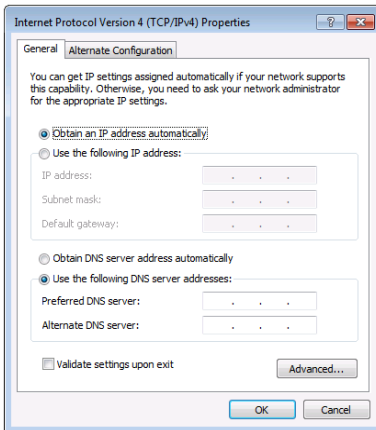 Internet Protocol Version 4 (TCP/IPv4) Properties
General
Alternate Configuration
You can get IP settings assigned automatically if your network supports
this capability. Otherwise, you need to ask your network administrator
for the appropriate IP settings.
Obtain an IP address automatically
Use the following IP address:
IP address:
Subnet mask:
Default gateway:
Obtain DNS server address automatically
Use the following DNS server addresses:
Preferred DNS server:
Alternate DNS server:
Validate settings upon exit
Advanced...
OK
Cancel